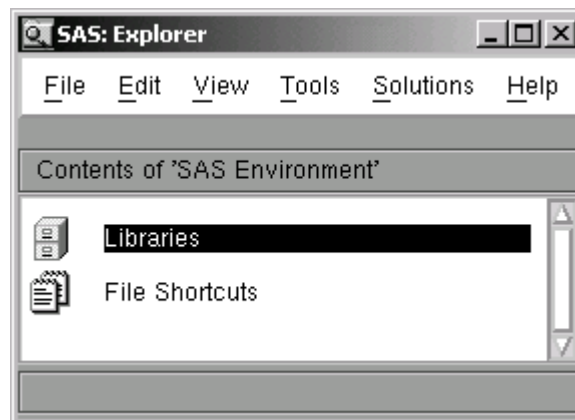 SAS: Explorer
File Edit View Tools Solutions Help
Contents of 'SAS Environment'
Libraries
File Shortcuts